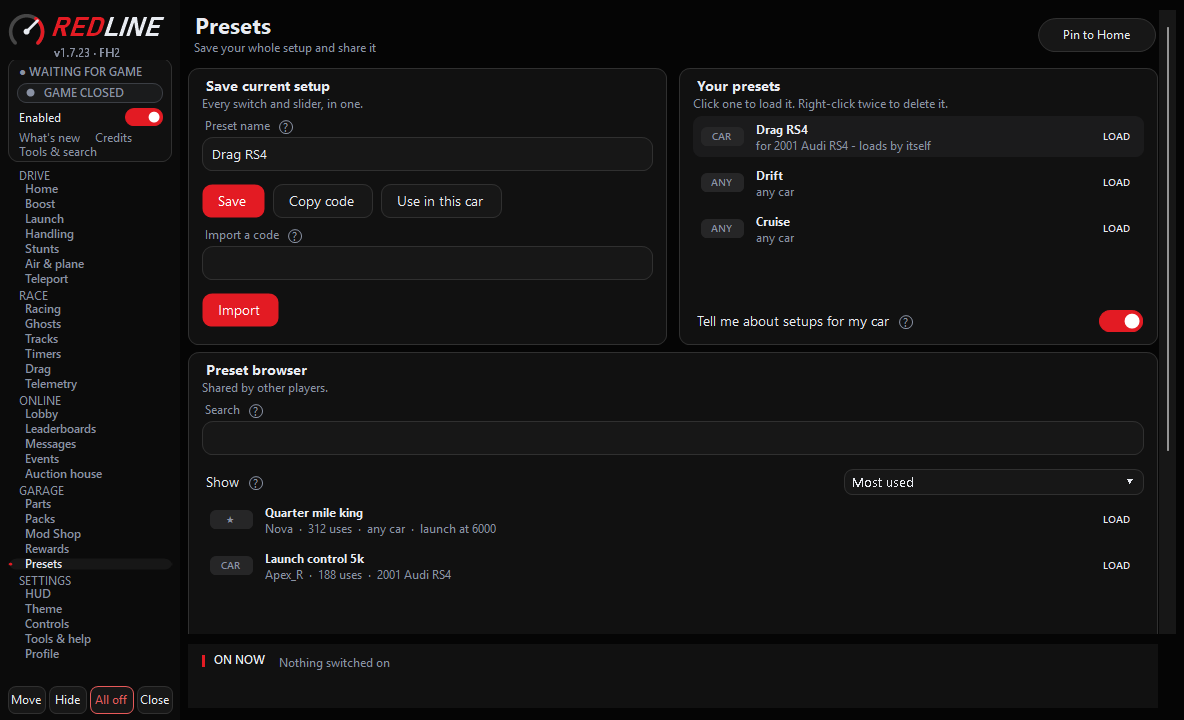 REDLINE
v1.7.23 · FH2
WAITING FOR GAME
GAME CLOSED
Enabled
What's new Credits
Tools & search
DRIVE
Home
Boost
Launch
Handling
Stunts
Air & plane
Teleport
RACE
Racing
Ghosts
Tracks
Timers
Drag
Telemetry
ONLINE
Lobby
Leaderboards
Messages
Events
Auction house
GARAGE
Parts
Packs
Mod Shop
Rewards
Presets
SETTINGS
HUD
Theme
Controls
Tools & help
Profile
Move Hide All off Close
Presets
Save your whole setup and share it
Pin to Home
Save current setup
Every switch and slider, in one.
Preset name ?
Drag RS4
Save Copy code Use in this car
Import a code ?
Import
Your presets
Click one to load it. Right-click twice to delete it.
CAR Drag RS4 LOAD
for 2001 Audi RS4 - loads by itself
ANY Drift LOAD
any car
ANY Cruise LOAD
any car
Tell me about setups for my car ?
Preset browser
Shared by other players.
Search ?
Show ? Most used
★ Quarter mile king LOAD
Nova · 312 uses · any car · launch at 6000
CAR Launch control 5k LOAD
Apex_R · 188 uses · 2001 Audi RS4
ON NOW Nothing switched on